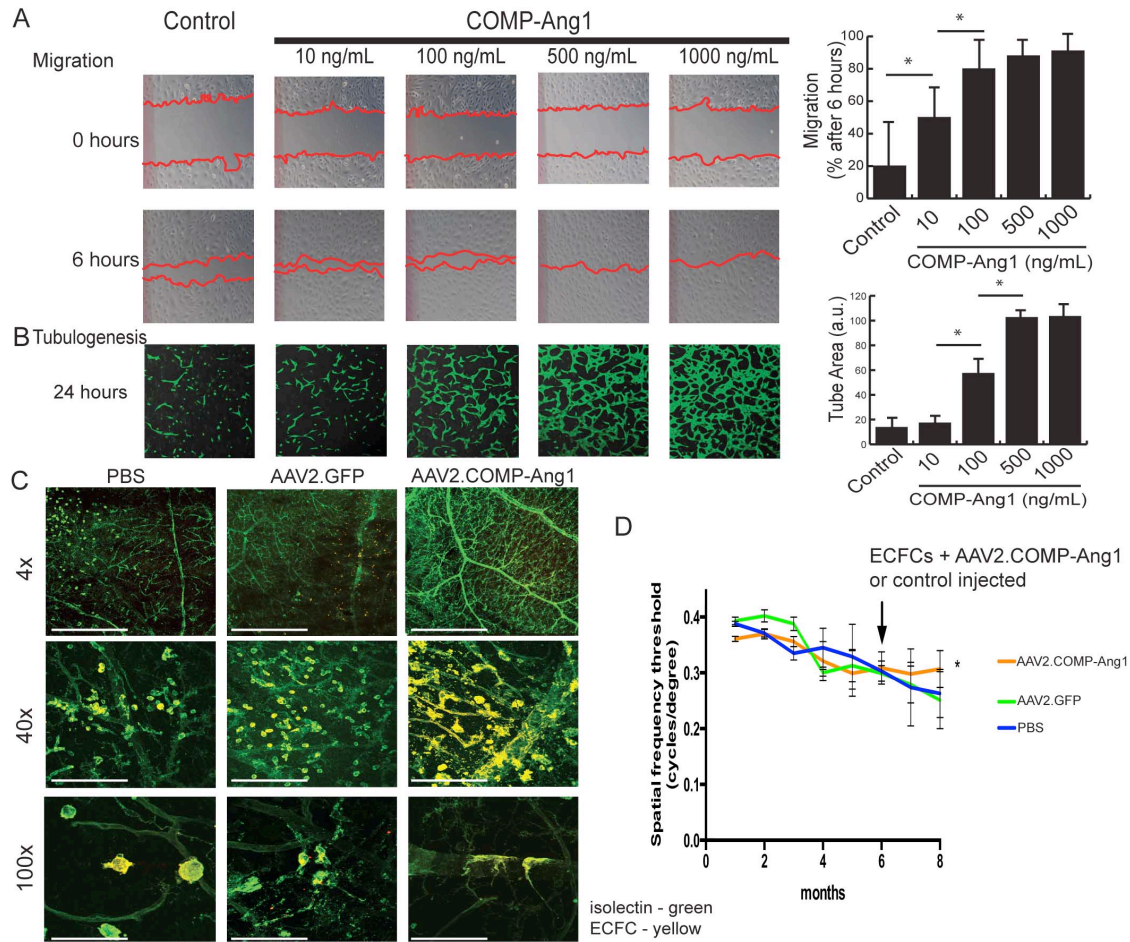 A
Control
COMP-Ang1
Migration
10 ng/mL
100 ng/mL
500 ng/mL
1000 ng/mL
0 hours
6 hours
Migration
(% after 6 hours)
100
80
60
40
20
0
*
*
Control
10
100
500
1000
COMP-Ang1 (ng/mL)
B
Tubulogenesis
24 hours
Tube Area (a.u.)
120
100
80
60
40
20
0
*
*
Control
10
100
500
1000
COMP-Ang1 (ng/mL)
C
PBS
AAV2.GFP
AAV2.COMP-Ang1
4x
40x
100x
isolectin - green
ECFC - yellow
D
ECFCs + AAV2.COMP-Ang1
or control injected
Spatial frequency threshold
(cycles/degree)
0.4
0.3
0.2
0.1
0.0
0
2
4
6
8
months
AAV2.COMP-Ang1
*
AAV2.GFP
PBS